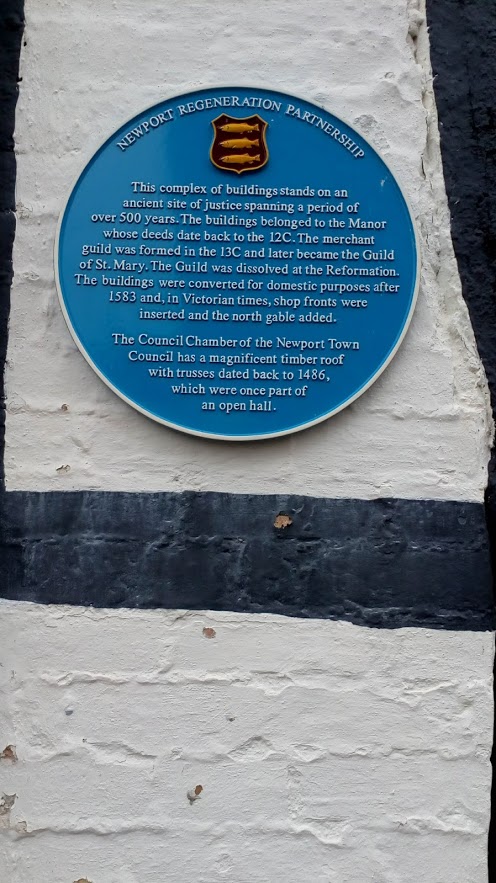 NEWPORT REGENERATION PARTNERSHIP
This complex of buildings stands on an
ancient site of justice spanning a period of
over 500 years. The buildings belonged to the Manor
whose deeds date back to the 12C. The merchant
guild was formed in the 13C and later became the Guild
of St. Mary. The Guild was dissolved at the Reformation.
The buildings were converted for domestic purposes after
1583 and, in Victorian times, shop fronts were
inserted and the north gable added.
The Council Chamber of the Newport Town
Council has a magnificent timber roof
with trusses dated back to 1486,
which were once part of
an open hall.